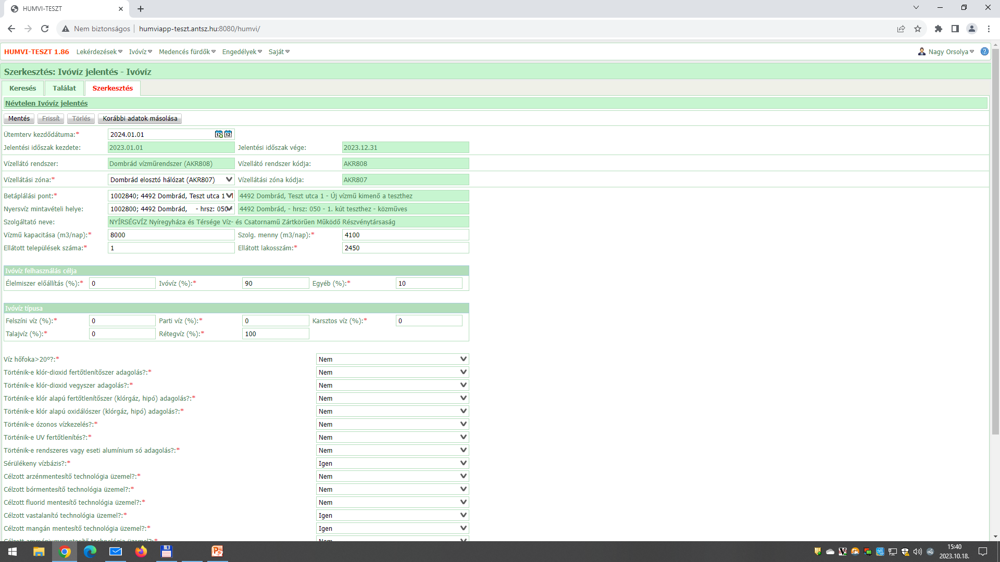 HUMVI-TESZT
Nem biztonságos
humviapp-teszt.antsz.hu:8080/humvi/
HUMVI-TESZT 1.86 Lekérdezések Ivóvíz Medencés fürdők Engedélyek Saját Nagy Orsolya
Szerkesztés: Ivóvíz jelentés - Ivóvíz
Keresés Találat Szerkesztés
Névtelen Ivóvíz jelentés
Mentés Frissít Törlés Korábbi adatok másolása
Ütemterv kezdődátuma:* 2024.01.01
Jelentési időszak kezdete: 2023.01.01 Jelentési időszak vége: 2023.12.31
Vízellátó rendszer: Dombrád vízműrendszer (AKR808) Vízellátó rendszer kódja: AKR808
Vízellátási zóna:* Dombrád elosztó hálózat (AKR807) Vízellátási zóna kódja: AKR807
Betáplálási pont:* 1002840; 4492 Dombrád, Teszt utca 1 4492 Dombrád, Teszt utca 1 - Új vízmű kimenő a teszthez
Nyersvíz mintavételi helye: 1002800; 4492 Dombrád, - hrsz: 050 - 4492 Dombrád, - hrsz: 050 - 1. kút teszthez - közműves
Szolgáltató neve: NYÍRSÉGVÍZ Nyíregyháza és Térsége Víz- és Csatornamű Zártkörűen Működő Részvénytársaság
Vízmű kapacitása (m3/nap):* 8000 Szolg. menny (m3/nap):* 4100
Ellátott települések száma:* 1 Ellátott lakosszám:* 2450
Ivóvíz felhasználás célja
Élelmiszer előállítás (%):* 0 Ivóvíz (%):* 90 Egyéb (%):* 10
Ivóvíz típusa
Felszíni víz (%):* 0 Parti víz (%):* 0 Karsztos víz (%):* 0
Talajvíz (%):* 0 Rétegvíz (%):* 100
Víz hőfoka>20°?:* Nem
Történik-e klór-dioxid fertőtlenítőszer adagolás?:* Nem
Történik-e klór-dioxid vegyszer adagolás?:* Nem
Történik-e klór alapú fertőtlenítőszer (klórgáz, hipó) adagolás?:* Nem
Történik-e klór alapú oxidálószer (klórgáz, hipó) adagolás?:* Nem
Történik-e ózonos vízkezelés?:* Nem
Történik-e UV fertőtlenítés?:* Nem
Történik-e rendszeres vagy eseti alumínium só adagolás?:* Nem
Sérülékeny vízbázis?:* Igen
Célzott arzénmentesítő technológia üzemel?:* Nem
Célzott bórmentesítő technológia üzemel?:* Nem
Célzott fluorid mentesítő technológia üzemel?:* Nem
Célzott vastalanító technológia üzemel?:* Igen
Célzott mangán mentesítő technológia üzemel?:* Igen
Célzott ammóniummentesítő technológia üzemel?:* Nem
15:40
2023.10.18.